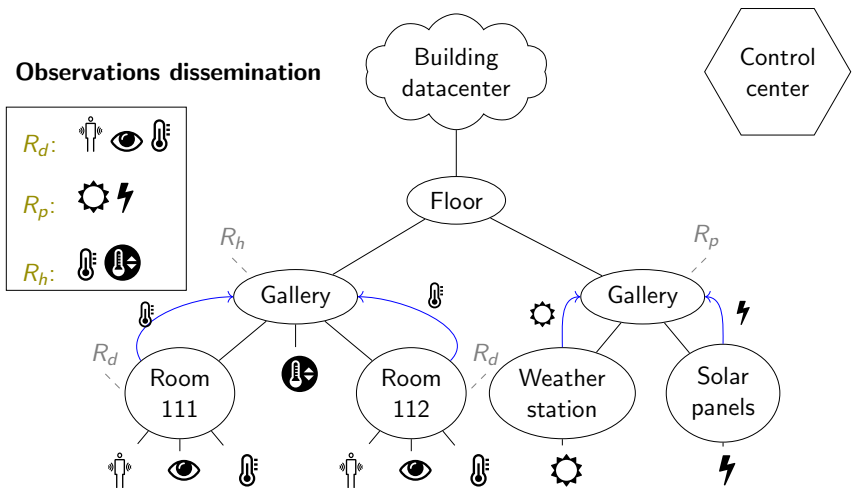 Observations dissemination
Building
datacenter
Control
center
R_d:
R_p:
R_h:
Floor
R_h
R_p
Gallery
Gallery
R_d
R_d
Room
111
Room
112
Weather
station
Solar
panels